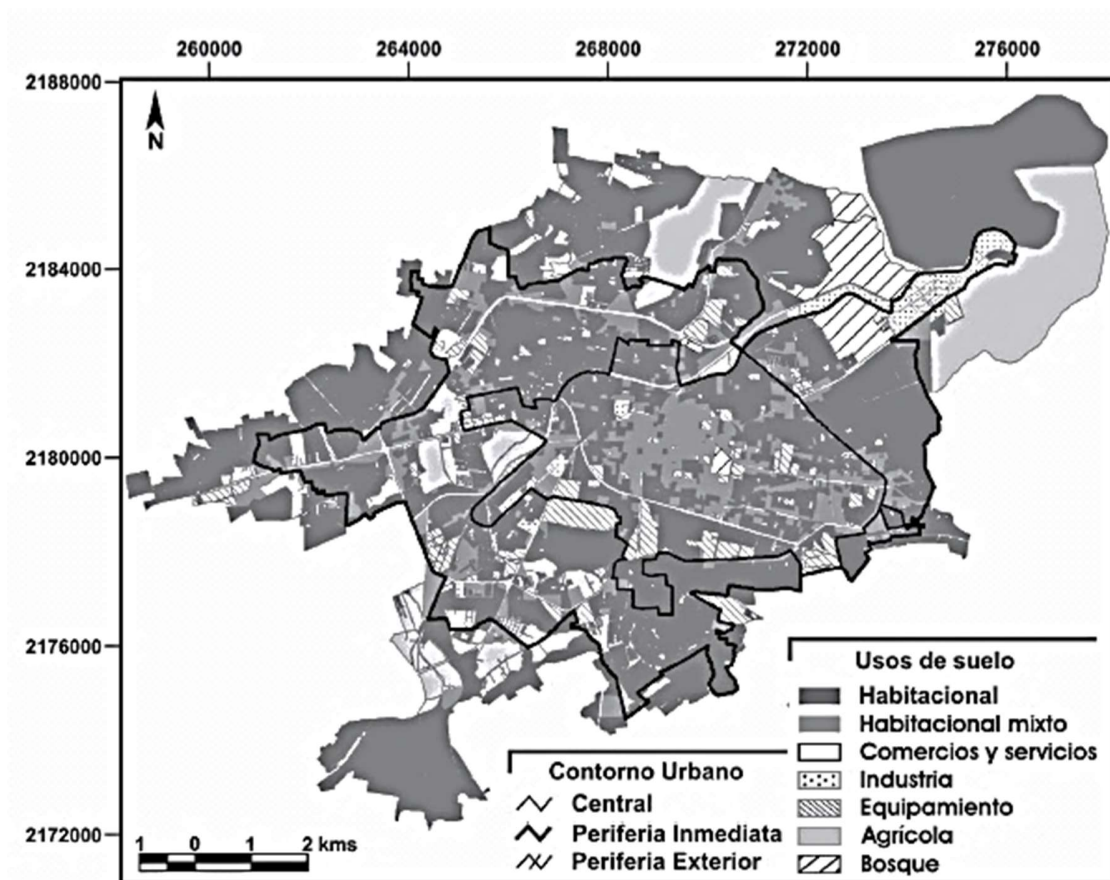 260000 264000 268000 272000 276000
2188000
N
2184000
2180000
2176000
2172000
Usos de suelo
Habitacional
Habitacional mixto
Comercios y servicios
Industria
Equipamiento
Agrícola
Bosque
Contorno Urbano
Central
Periferia Inmediata
Periferia Exterior
1 0 1 2 kms